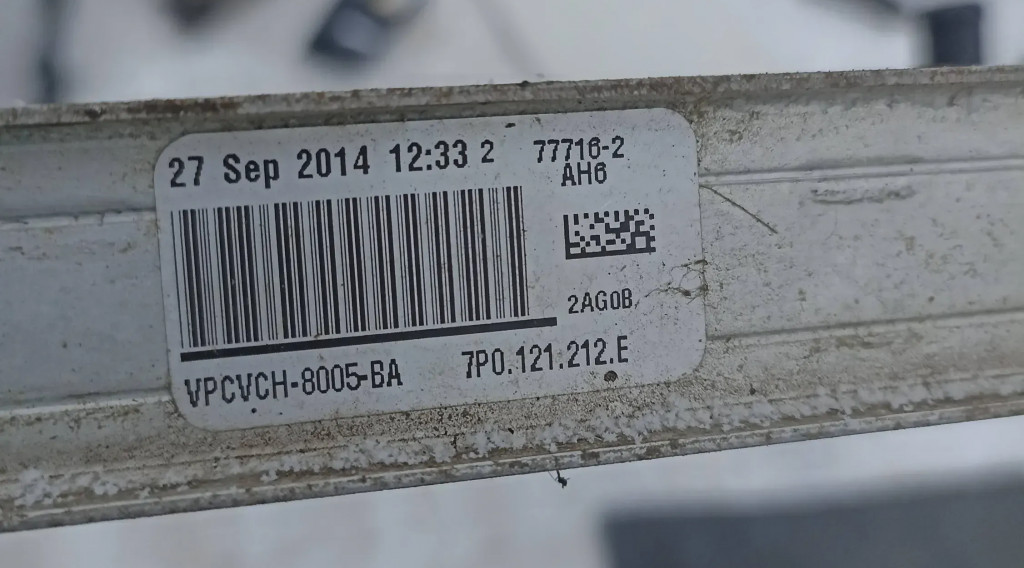 27 Sep 2014 12:33 2
77716-2
AH6
2AG0B
VPCVCH-8005-BA
7P0.121.212.E